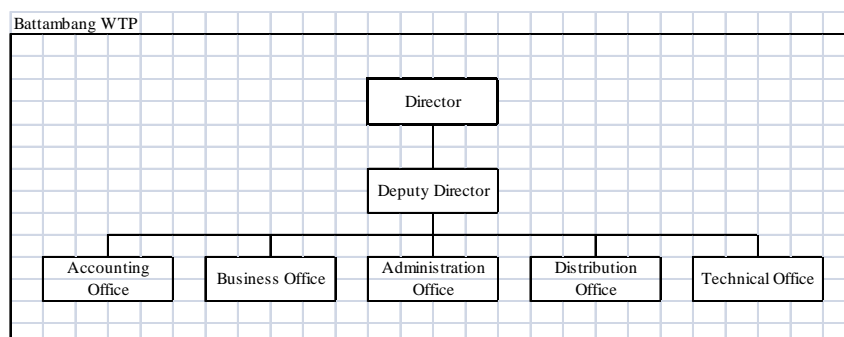 Battambang WTP
Director
Deputy Director
Accounting
Office
Business Office
Administration
Office
Distribution
Office
Technical Office